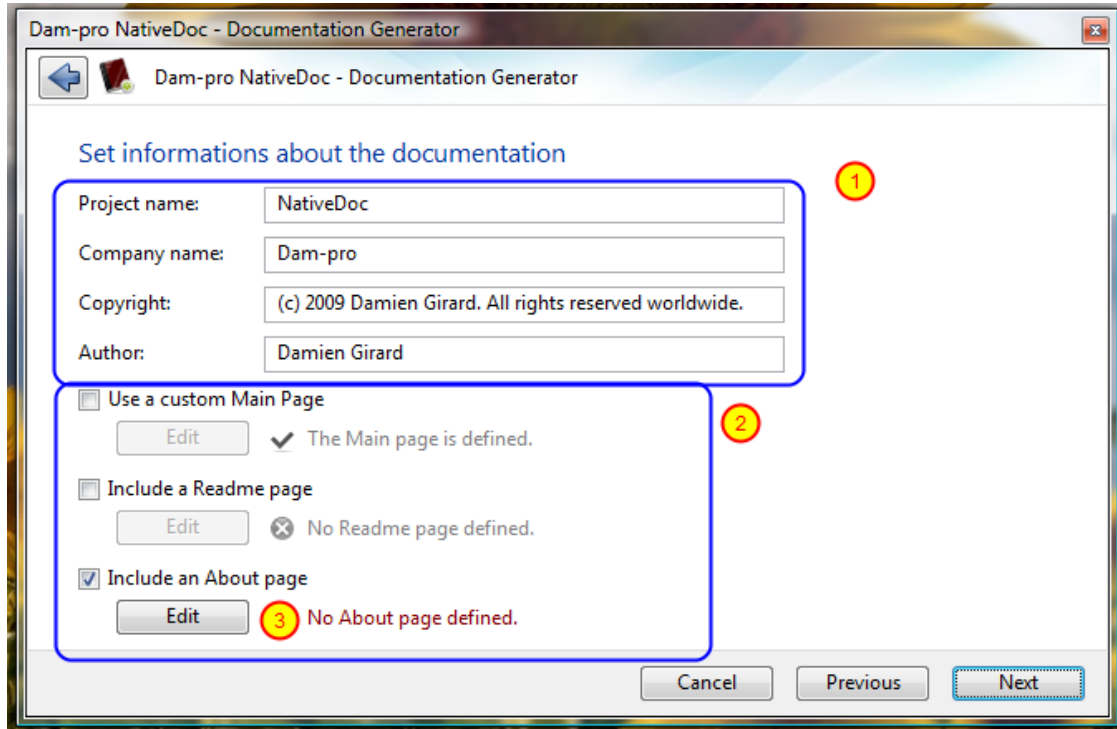 Dam-pro NativeDoc - Documentation Generator
Dam-pro NativeDoc - Documentation Generator
Set informations about the documentation
1
Project name: NativeDoc
Company name: Dam-pro
Copyright: (c) 2009 Damien Girard. All rights reserved worldwide.
Author: Damien Girard
Use a custom Main Page
2
Edit The Main page is defined.
Include a Readme page
Edit No Readme page defined.
Include an About page
Edit 3 No About page defined.
Cancel Previous Next